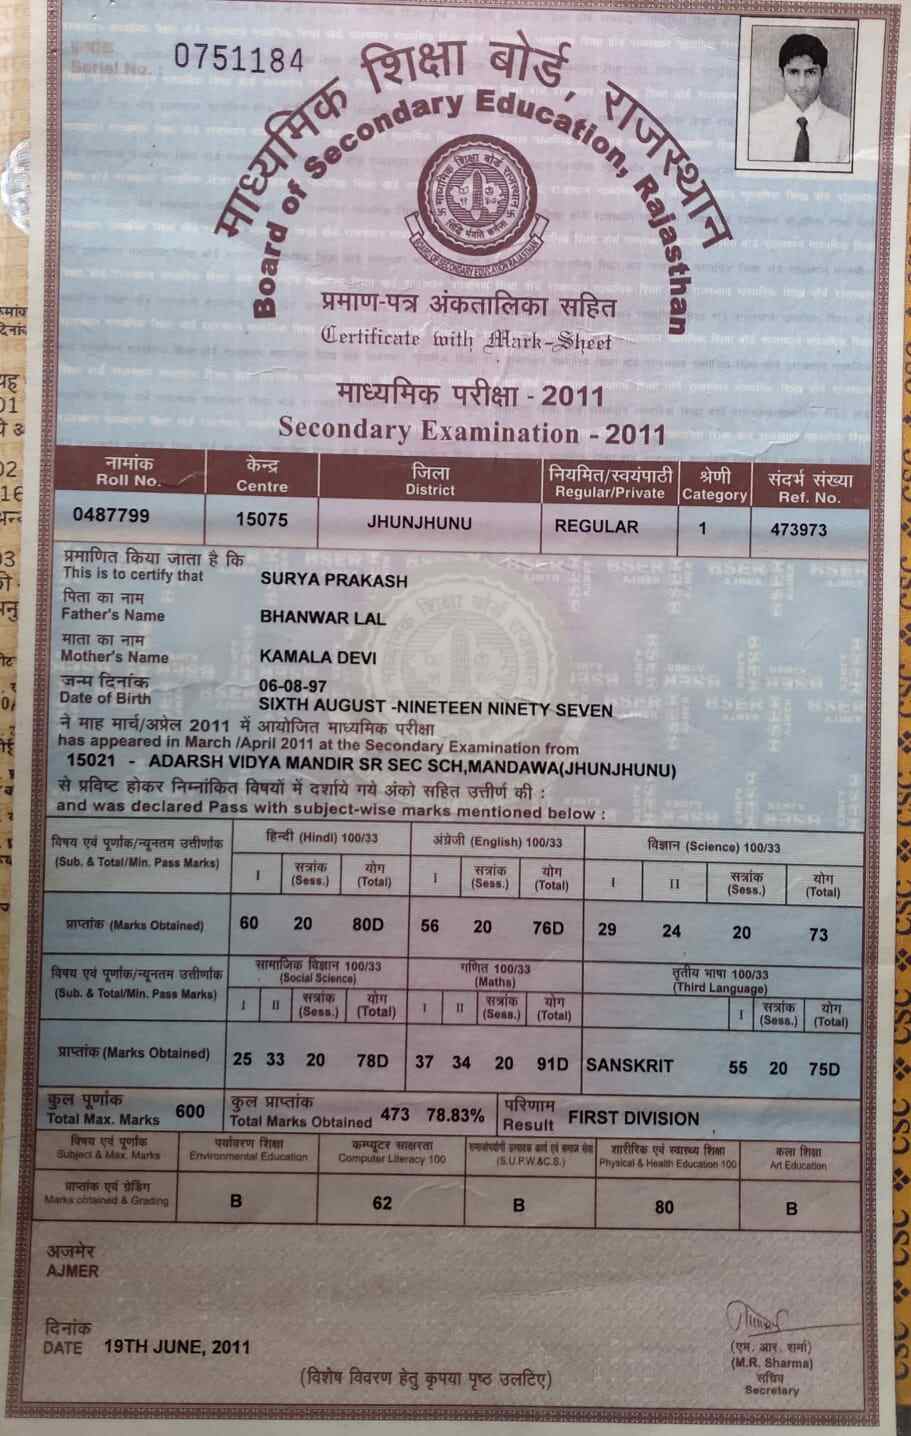 क्रमांक
Serial No. :
0751184
माध्यमिक शिक्षा बोर्ड, राजस्थान
Board of Secondary Education, Rajasthan
माध्यमिक शिक्षा बोर्ड राजस्थान
BOARD OF SECONDARY EDUCATION RAJASTHAN
प्रमाण-पत्र अंकतालिका सहित
Certificate with Mark-Sheet
माध्यमिक परीक्षा - 2011
Secondary Examination - 2011
नामांक केन्द्र जिला नियमित/स्वयंपाठी श्रेणी संदर्भ संख्या
Roll No. Centre District Regular/Private Category Ref. No.
0487799 15075 JHUNJHUNU REGULAR 1 473973
प्रमाणित किया जाता है कि
This is to certify that SURYA PRAKASH
पिता का नाम
Father's Name BHANWAR LAL
माता का नाम
Mother's Name KAMALA DEVI
जन्म दिनांक 06-08-97
Date of Birth SIXTH AUGUST -NINETEEN NINETY SEVEN
ने माह मार्च/अप्रेल 2011 में आयोजित माध्यमिक परीक्षा
has appeared in March /April 2011 at the Secondary Examination from
15021 - ADARSH VIDYA MANDIR SR SEC SCH,MANDAWA(JHUNJHUNU)
से प्रविष्ट होकर निम्नांकित विषयों में दर्शाये गये अंको सहित उत्तीर्ण की :
and was declared Pass with subject-wise marks mentioned below :
विषय एवं पूर्णांक/न्यूनतम उत्तीर्णांक हिन्दी (Hindi) 100/33 अंग्रेजी (English) 100/33 विज्ञान (Science) 100/33
(Sub. & Total/Min. Pass Marks) I सत्रांक (Sess.) योग (Total) I सत्रांक (Sess.) योग (Total) I II सत्रांक (Sess.) योग (Total)
प्राप्तांक (Marks Obtained) 60 20 80D 56 20 76D 29 24 20 73
विषय एवं पूर्णांक/न्यूनतम उत्तीर्णांक सामाजिक विज्ञान 100/33 (Social Science) गणित 100/33 (Maths) तृतीय भाषा 100/33 (Third Language)
(Sub. & Total/Min. Pass Marks) I II सत्रांक (Sess.) योग (Total) I II सत्रांक (Sess.) योग (Total) I सत्रांक (Sess.) योग (Total)
प्राप्तांक (Marks Obtained) 25 33 20 78D 37 34 20 91D SANSKRIT 55 20 75D
कुल पूर्णांक कुल प्राप्तांक परिणाम
Total Max. Marks 600 Total Marks Obtained 473 78.83% Result FIRST DIVISION
विषय एवं पूर्णांक पर्यावरण शिक्षा कम्प्यूटर साक्षरता समाजोपयोगी उत्पादक कार्य एवं समाज सेवा शारीरिक एवं स्वास्थ्य शिक्षा कला शिक्षा
Subject & Max. Marks Environmental Education Computer Literacy 100 (S.U.P.W.&C.S.) Physical & Health Education 100 Art Education
प्राप्तांक एवं ग्रेडिंग
Marks obtained & Grading B 62 B 80 B
अजमेर
AJMER
दिनांक
DATE 19TH JUNE, 2011
(एम. आर. शर्मा)
(M.R. Sharma)
सचिव
Secretary
(विशेष विवरण हेतु कृपया पृष्ठ उलटिए)